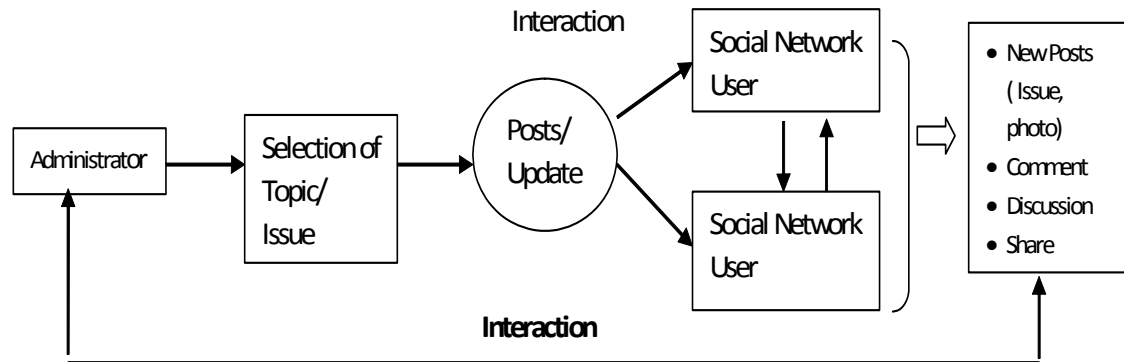 Interaction
Administrator
Selection of
Topic/
Issue
Posts/
Update
Social Network
User
Social Network
User
• New Posts
( Issue,
photo)
• Comment
• Discussion
• Share
Interaction